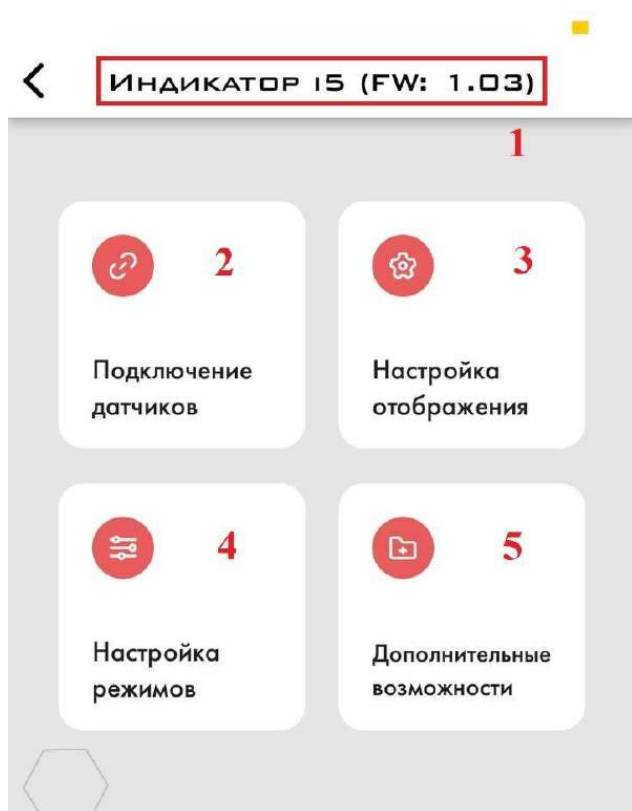 Индикатор i5 (FW: 1.03)
1
2
3
Подключение
датчиков
Настройка
отображения
4
5
Настройка
режимов
Дополнительные
возможности